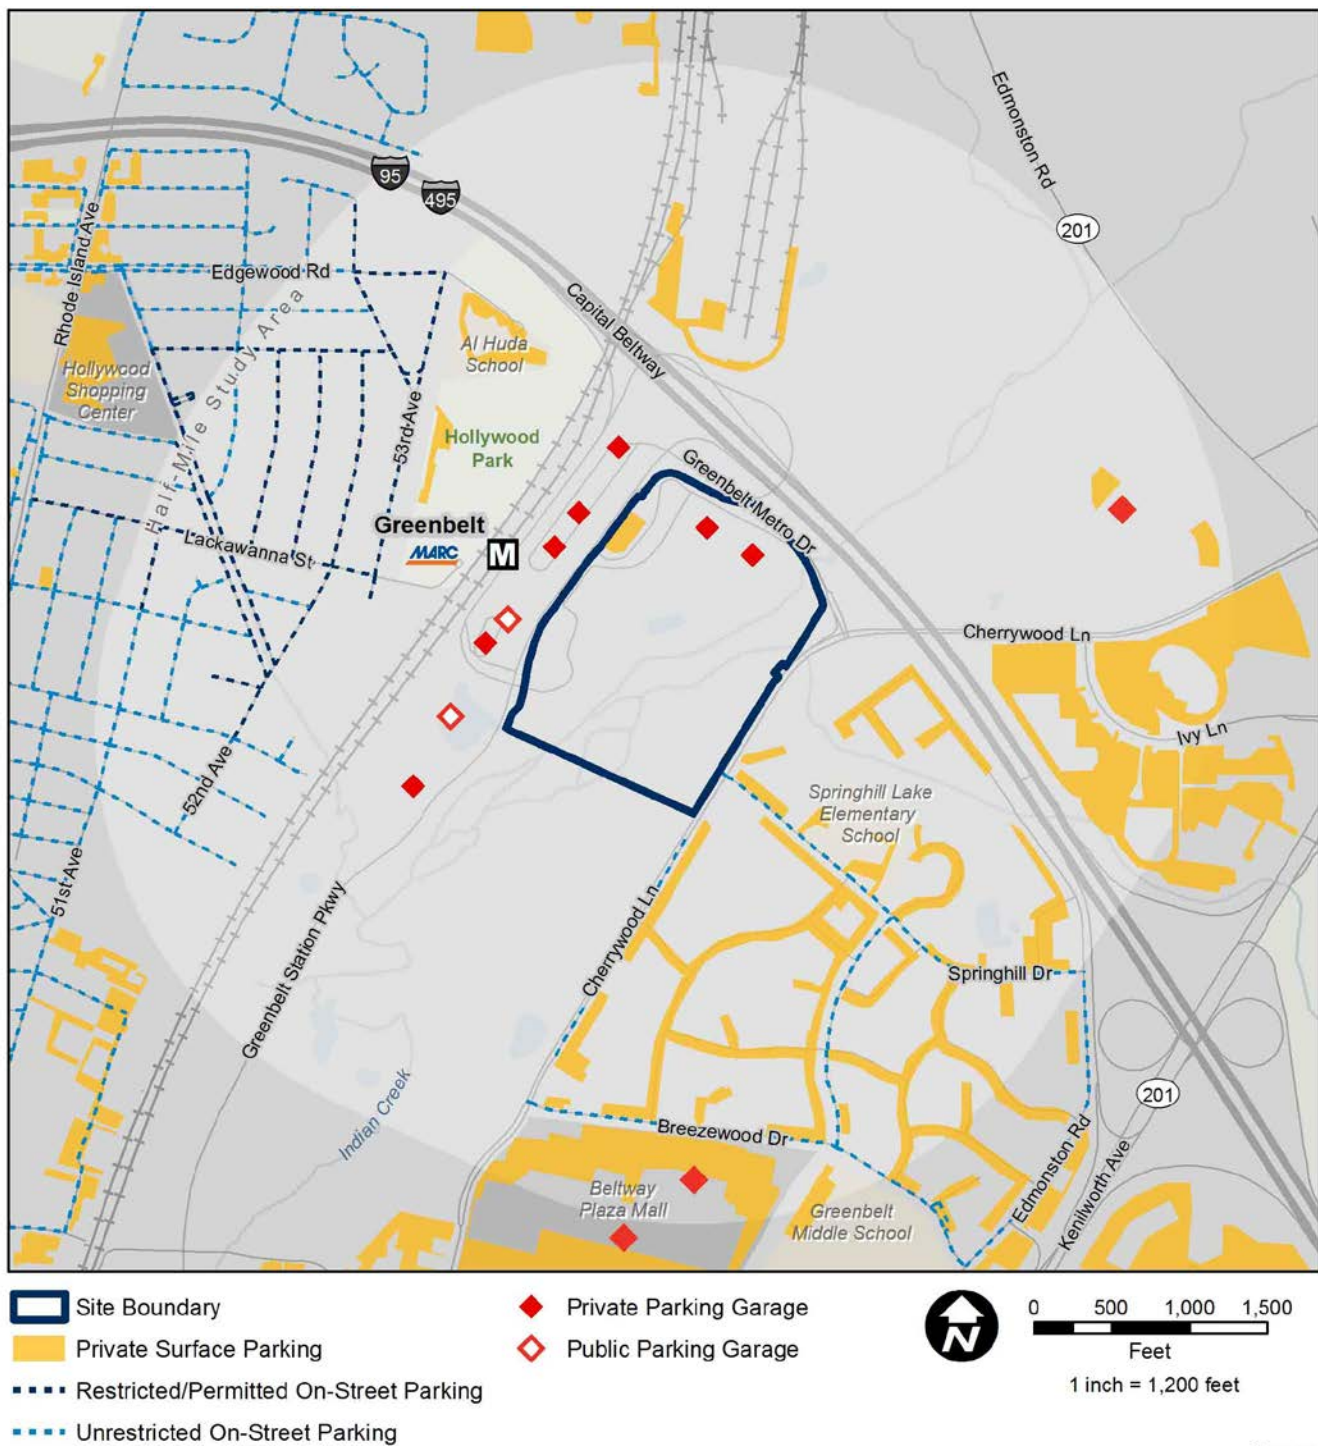 Edmonston Rd
95
495
201
Rhode Island Ave
Edgewood Rd
Capital Beltway
Half-Mile Study Area
Al Huda
School
Hollywood
Shopping
Center
53rd Ave
Hollywood
Park
Greenbelt Metro Dr
Greenbelt
MARC
M
Lackawanna St
Cherrywood Ln
Ivy Ln
52nd Ave
Springhill Lake
Elementary
School
51st Ave
Greenbelt Station Pkwy
Cherrywood Ln
Springhill Dr
Indian Creek
201
Breezewood Dr
Edmonston Rd
Kenilworth Ave
Beltway
Plaza Mall
Greenbelt
Middle School
Site Boundary
Private Surface Parking
Restricted/Permitted On-Street Parking
Unrestricted On-Street Parking
Private Parking Garage
Public Parking Garage
N
0 500 1,000 1,500
Feet
1 inch = 1,200 feet